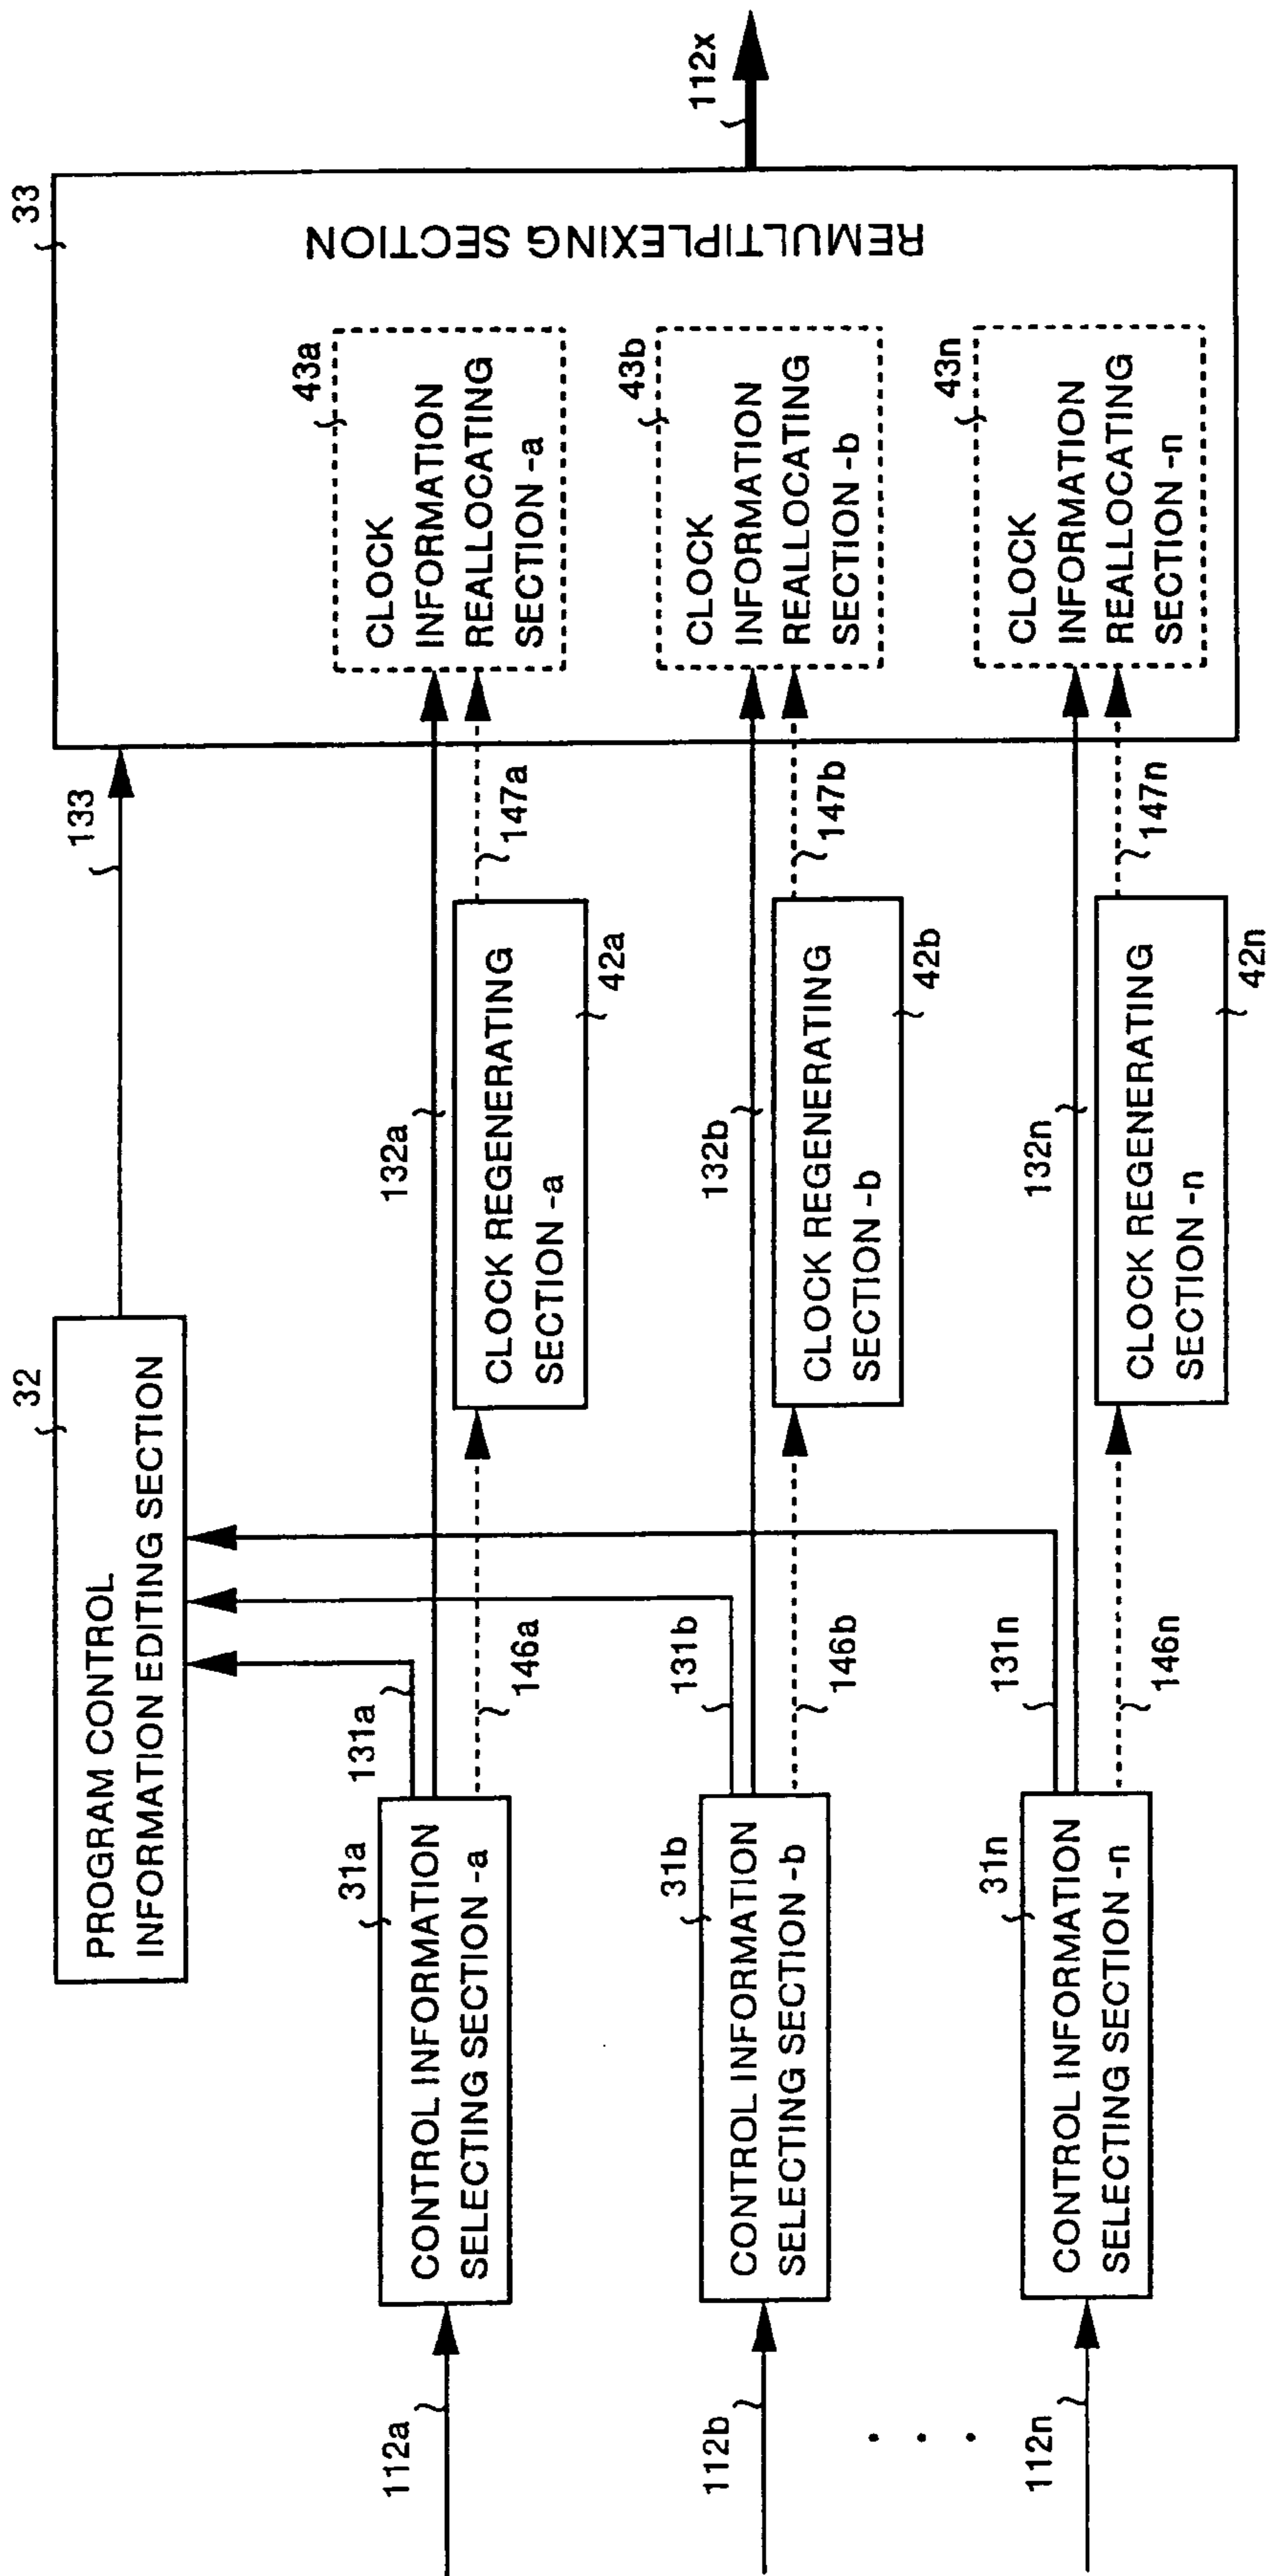 32
PROGRAM CONTROL
INFORMATION EDITING SECTION
133
33
REMULTIPLEXING SECTION
112x
112a
31a
CONTROL INFORMATION
SELECTING SECTION -a
131a
132a
146a
CLOCK REGENERATING
SECTION -a
42a
147a
43a
CLOCK
INFORMATION
REALLOCATING
SECTION -a
112b
31b
CONTROL INFORMATION
SELECTING SECTION -b
131b
132b
146b
CLOCK REGENERATING
SECTION -b
42b
147b
43b
CLOCK
INFORMATION
REALLOCATING
SECTION -b
112n
31n
CONTROL INFORMATION
SELECTING SECTION -n
131n
132n
146n
CLOCK REGENERATING
SECTION -n
42n
147n
43n
CLOCK
INFORMATION
REALLOCATING
SECTION -n